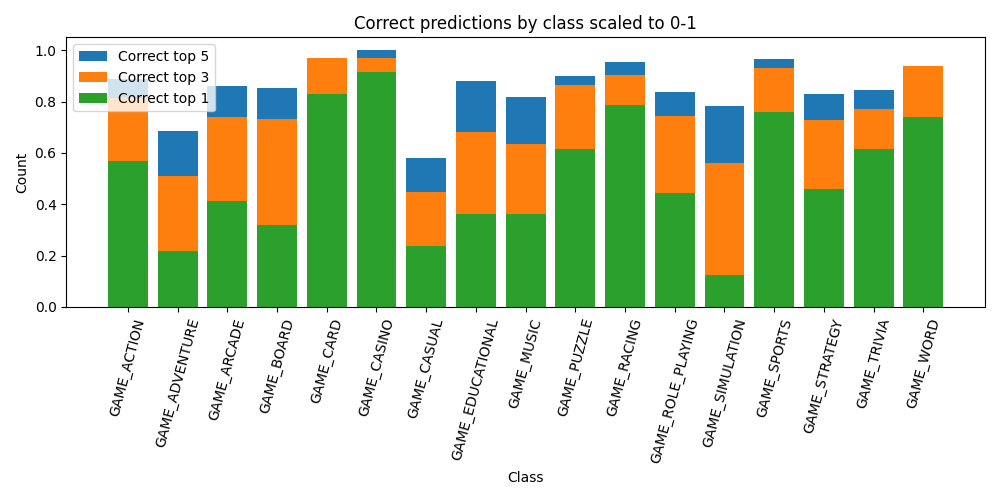 Correct predictions by class scaled to 0-1
Correct top 5
Correct top 3
Correct top 1
Count
1.0
0.8
0.6
0.4
0.2
0.0
GAME_ACTION
GAME_ADVENTURE
GAME_ARCADE
GAME_BOARD
GAME_CARD
GAME_CASINO
GAME_CASUAL
GAME_EDUCATIONAL
GAME_MUSIC
GAME_PUZZLE
GAME_RACING
GAME_ROLE_PLAYING
GAME_SIMULATION
GAME_SPORTS
GAME_STRATEGY
GAME_TRIVIA
GAME_WORD
Class